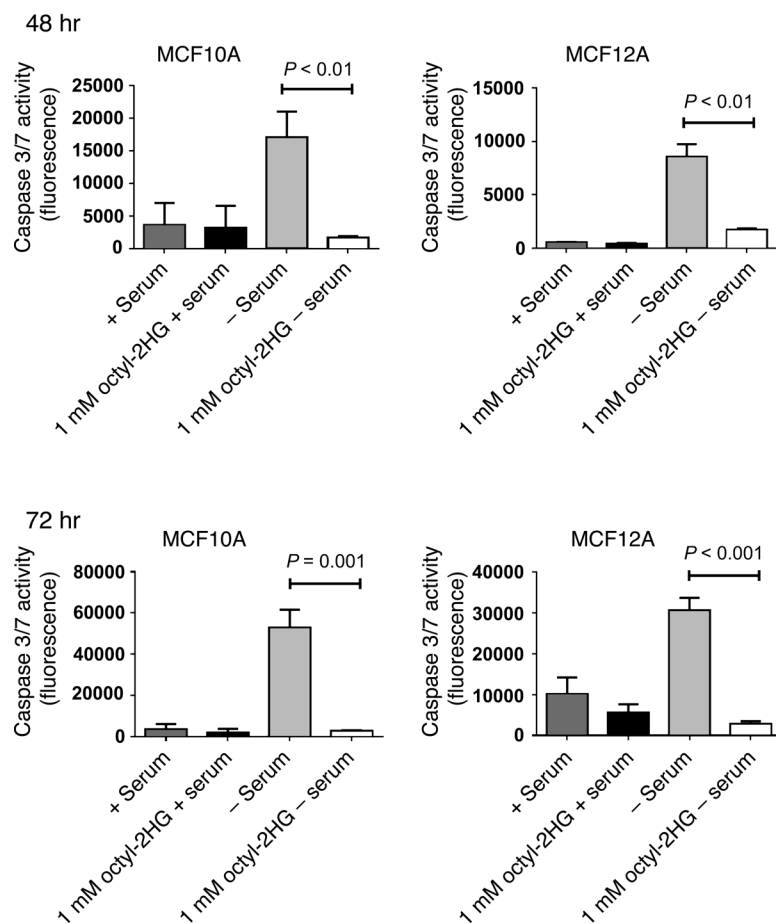 48 hr
MCF10A
P < 0.01
Caspase 3/7 activity
(fluorescence)
25000
20000
15000
10000
5000
0
+ Serum
1 mM octyl-2HG + serum
– Serum
1 mM octyl-2HG – serum
MCF12A
P < 0.01
Caspase 3/7 activity
(fluorescence)
15000
10000
5000
0
+ Serum
1 mM octyl-2HG + serum
– Serum
1 mM octyl-2HG – serum
72 hr
MCF10A
P = 0.001
Caspase 3/7 activity
(fluorescence)
80000
60000
40000
20000
0
+ Serum
1 mM octyl-2HG + serum
– Serum
1 mM octyl-2HG – serum
MCF12A
P < 0.001
Caspase 3/7 activity
(fluorescence)
40000
30000
20000
10000
0
+ Serum
1 mM octyl-2HG + serum
– Serum
1 mM octyl-2HG – serum